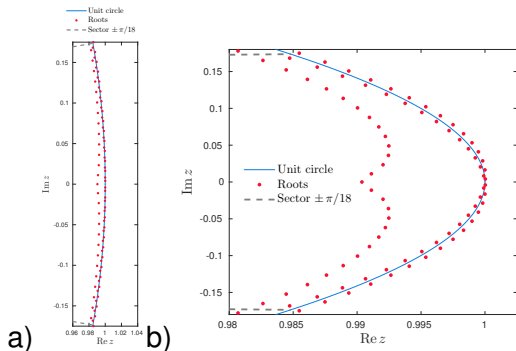 Unit circle
Roots
Sector ±π/18
0.15
0.1
0.05
0
-0.05
-0.1
-0.15
Im z
0.96 0.98 1 1.02 1.04
Re z
a)
0.15
0.1
0.05
0
-0.05
-0.1
-0.15
Im z
Unit circle
Roots
Sector ±π/18
0.98 0.985 0.99 0.995 1
Re z
b)